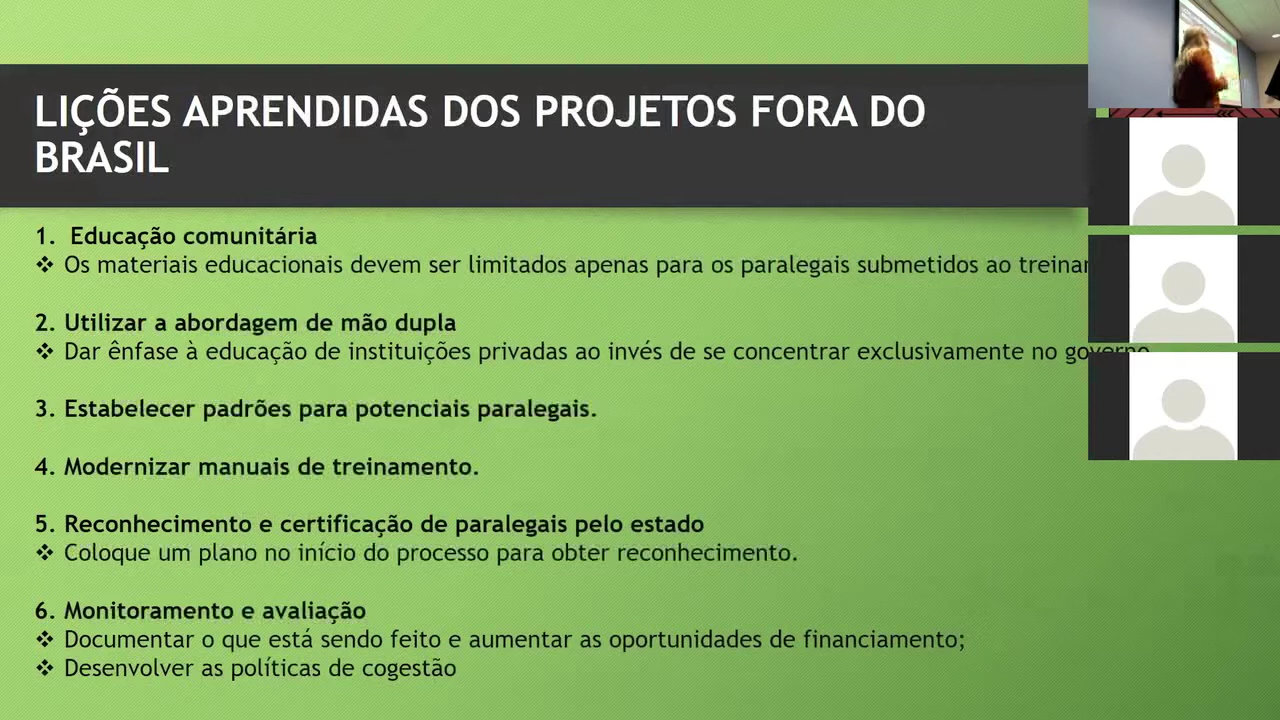 LIÇÕES APRENDIDAS DOS PROJETOS FORA DO
BRASIL
1. Educação comunitária
❖ Os materiais educacionais devem ser limitados apenas para os paralegais submetidos ao
2. Utilizar a abordagem de mão dupla
❖ Dar ênfase à educação de instituições privadas ao invés de se concentrar exclusivamente no governo
3. Estabelecer padrões para potenciais paralegais.
4. Modernizar manuais de treinamento.
5. Reconhecimento e certificação de paralegais pelo estado
❖ Coloque um plano no início do processo para obter reconhecimento.
6. Monitoramento e avaliação
❖ Documentar o que está sendo feito e aumentar as oportunidades de financiamento;
❖ Desenvolver as políticas de cogestão